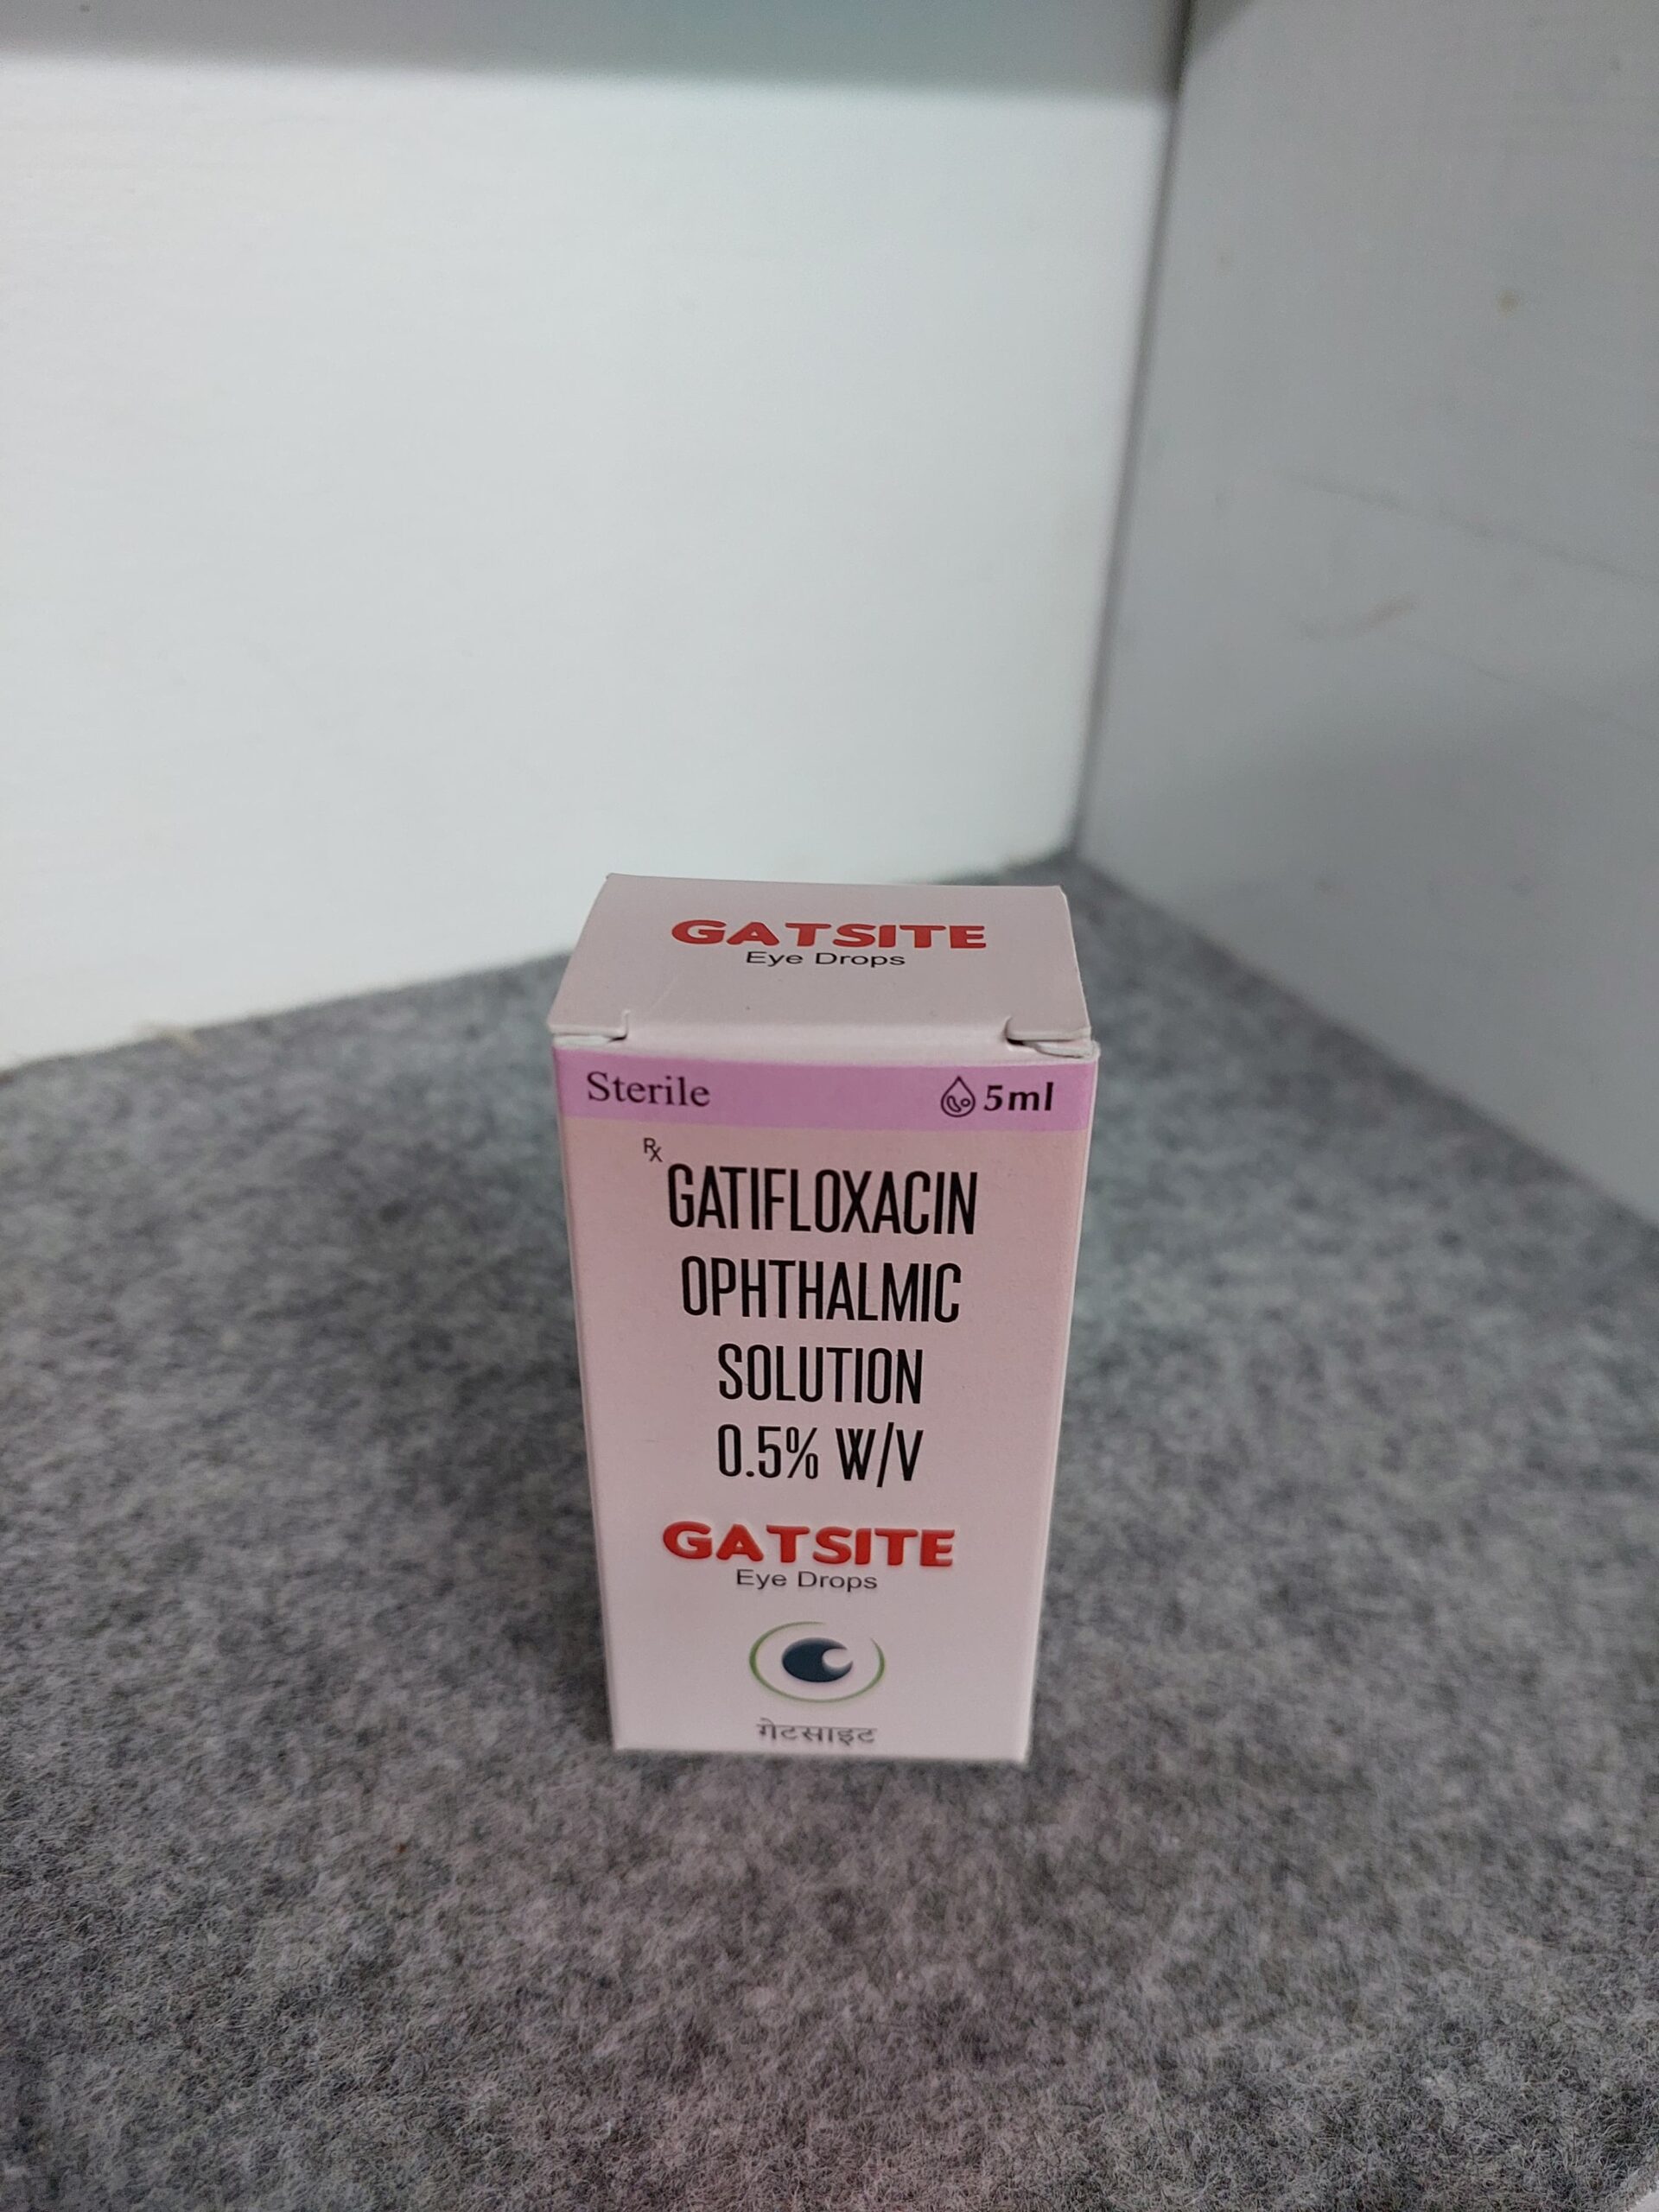 GATSITE
Eye Drops
Sterile 5ml
Rx
GATIFLOXACIN
OPHTHALMIC
SOLUTION
0.5% W/V
GATSITE
Eye Drops
गेटसाइट